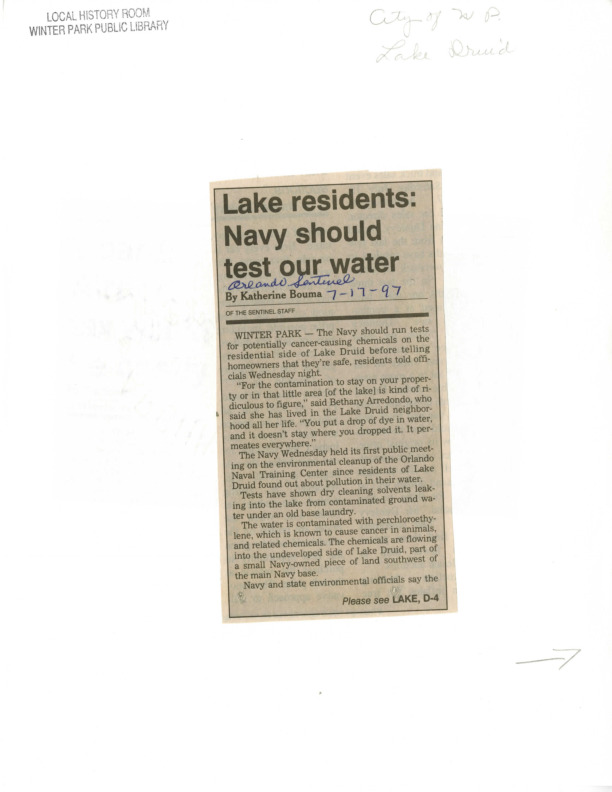 LOCAL HISTORY ROOM
WINTER PARK PUBLIC LIBRARY
City of W P.
Lake Druid
Lake residents:
Navy should
test our water
Orlando Sentinel
By Katherine Bouma 7-17-97
OF THE SENTINEL STAFF
WINTER PARK — The Navy should run tests
for potentially cancer-causing chemicals on the
residential side of Lake Druid before telling
homeowners that they're safe, residents told offi-
cials Wednesday night.
"For the contamination to stay on your proper-
ty or in that little area [of the lake] is kind of ri-
diculous to figure," said Bethany Arredondo, who
said she has lived in the Lake Druid neighbor-
hood all her life. "You put a drop of dye in water,
and it doesn't stay where you dropped it. It per-
meates everywhere."
The Navy Wednesday held its first public meet-
ing on the environmental cleanup of the Orlando
Naval Training Center since residents of Lake
Druid found out about pollution in their water.
Tests have shown dry cleaning solvents leak-
ing into the lake from contaminated ground wa-
ter under an old base laundry.
The water is contaminated with perchloroethy-
lene, which is known to cause cancer in animals,
and related chemicals. The chemicals are flowing
into the undeveloped side of Lake Druid, part of
a small Navy-owned piece of land southwest of
the main Navy base.
Navy and state environmental officials say the
Please see LAKE, D-4